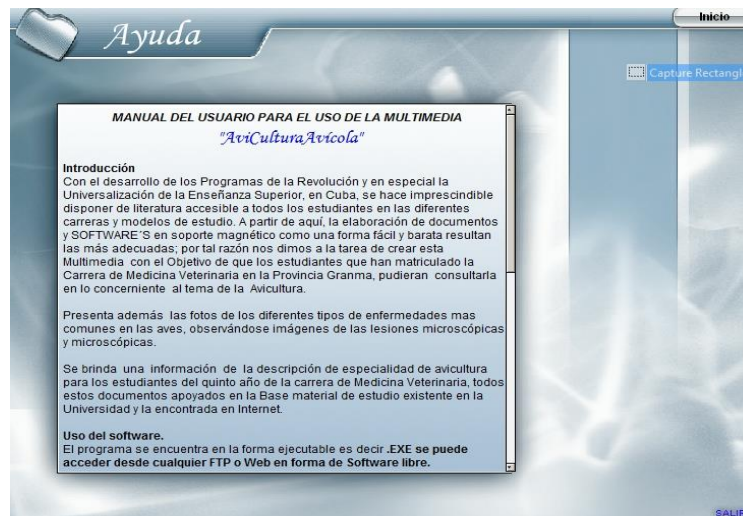 Ayuda
Inicio
Capture Rectangl
MANUAL DEL USUARIO PARA EL USO DE LA MULTIMEDIA
"AviCulturaAvícola"
Introducción
Con el desarrollo de los Programas de la Revolución y en especial la
Universalización de la Enseñanza Superior, en Cuba, se hace imprescindible
disponer de literatura accesible a todos los estudiantes en las diferentes
carreras y modelos de estudio. A partir de aquí, la elaboración de documentos
y SOFTWARE'S en soporte magnético como una forma fácil y barata resultan
las más adecuadas; por tal razón nos dimos a la tarea de crear esta
Multimedia con el Objetivo de que los estudiantes que han matriculado la
Carrera de Medicina Veterinaria en la Provincia Granma, pudieran consultarla
en lo concerniente al tema de la Avicultura.
Presenta además las fotos de los diferentes tipos de enfermedades mas
comunes en las aves, observándose imágenes de las lesiones microscópicas
y microscópicas.
Se brinda una información de la descripción de especialidad de avicultura
para los estudiantes del quinto año de la carrera de Medicina Veterinaria, todos
estos documentos apoyados en la Base material de estudio existente en la
Universidad y la encontrada en Internet.
Uso del software.
El programa se encuentra en la forma ejecutable es decir .EXE se puede
acceder desde cualquier FTP o Web en forma de Software libre.
SALIR